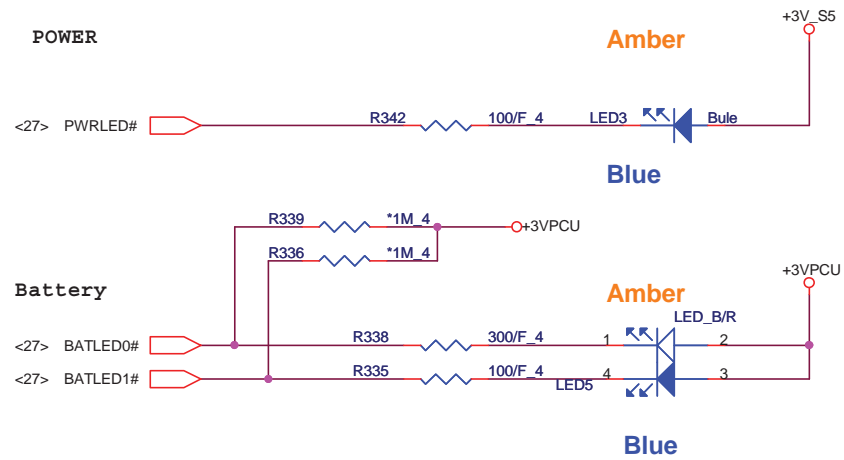 +3V_S5
POWER
Amber
<27> PWRLED#
R342
100/F_4
LED3
Bule
Blue
R339
*1M_4
+3VPCU
R336
*1M_4
+3VPCU
Battery
Amber
LED_B/R
<27> BATLED0#
R338
300/F_4
1
2
<27> BATLED1#
R335
100/F_4
4
3
LED5
Blue